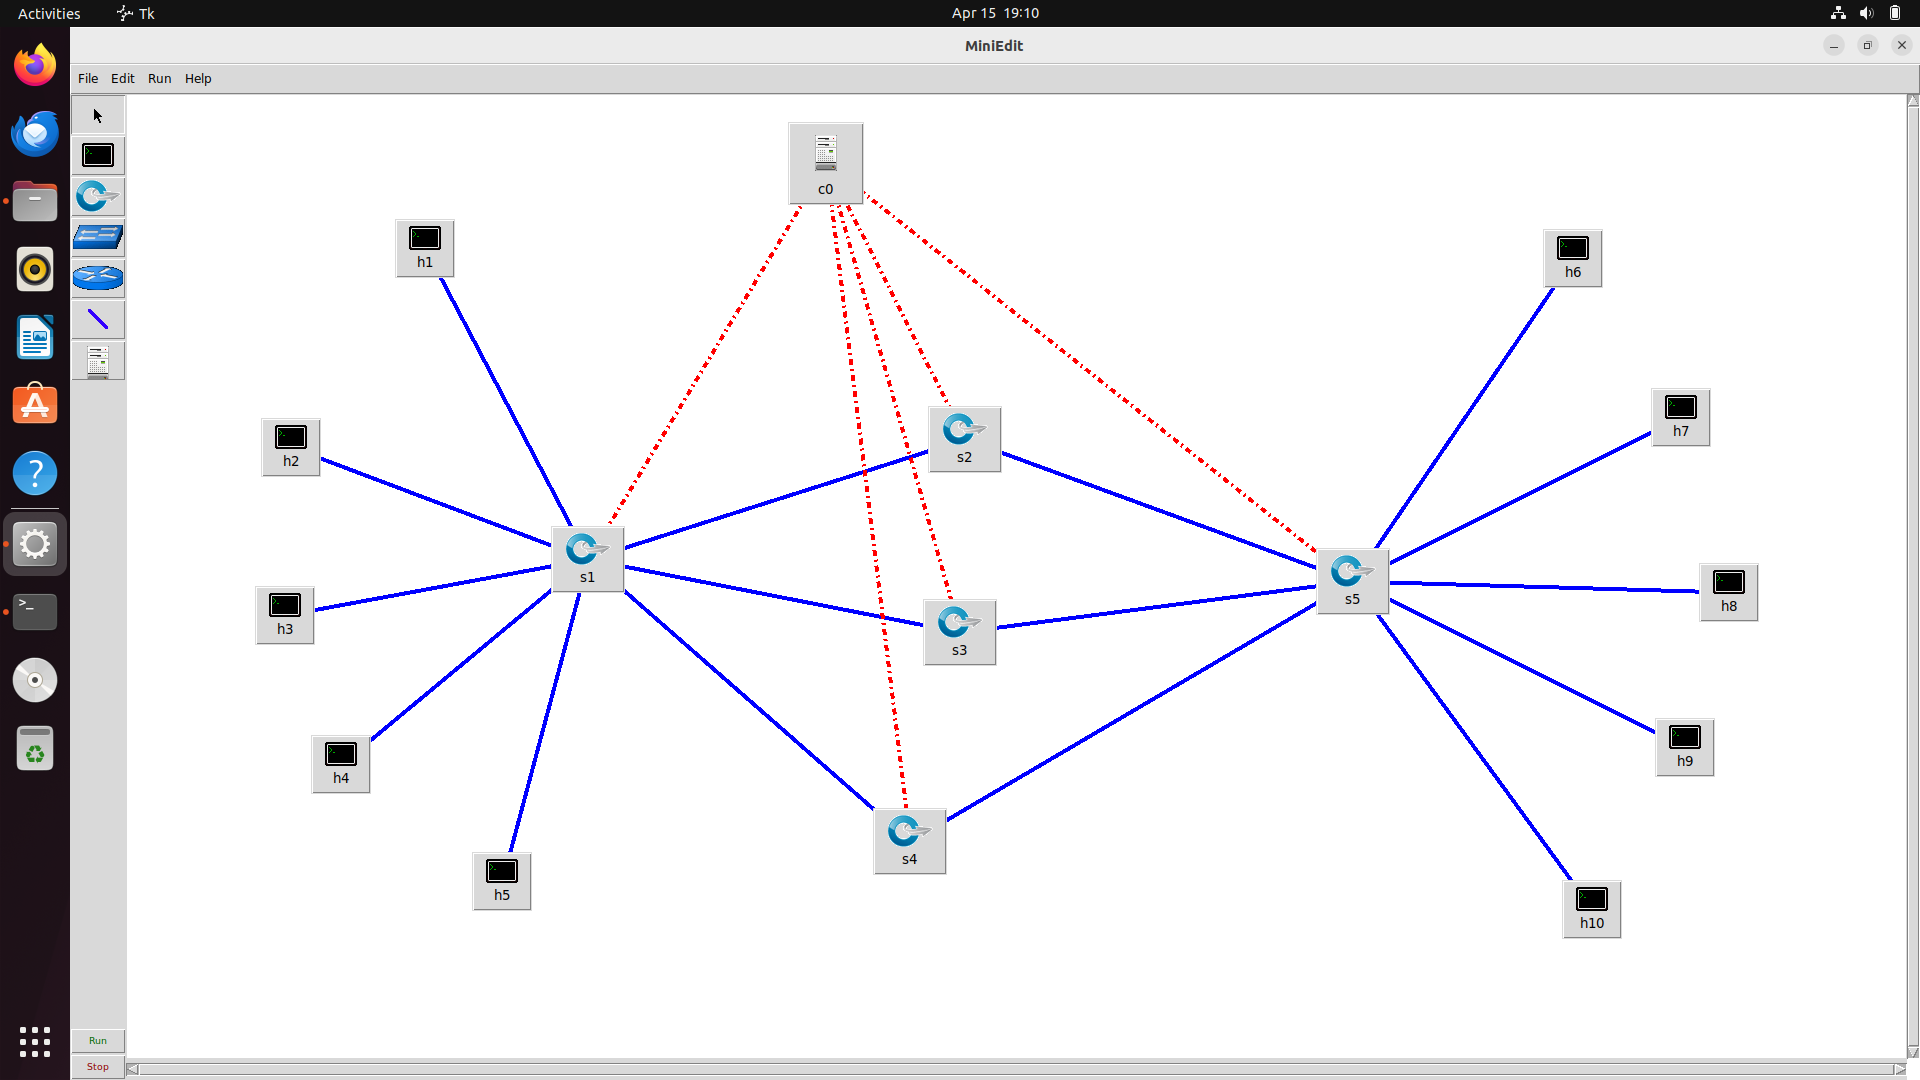 Activities Tk Apr 15 19:10
MiniEdit
File Edit Run Help
c0
h1
h6
h7
h2
s2
s1
s5
h8
h3
s3
h9
h4
s4
h5
h10
Run
Stop